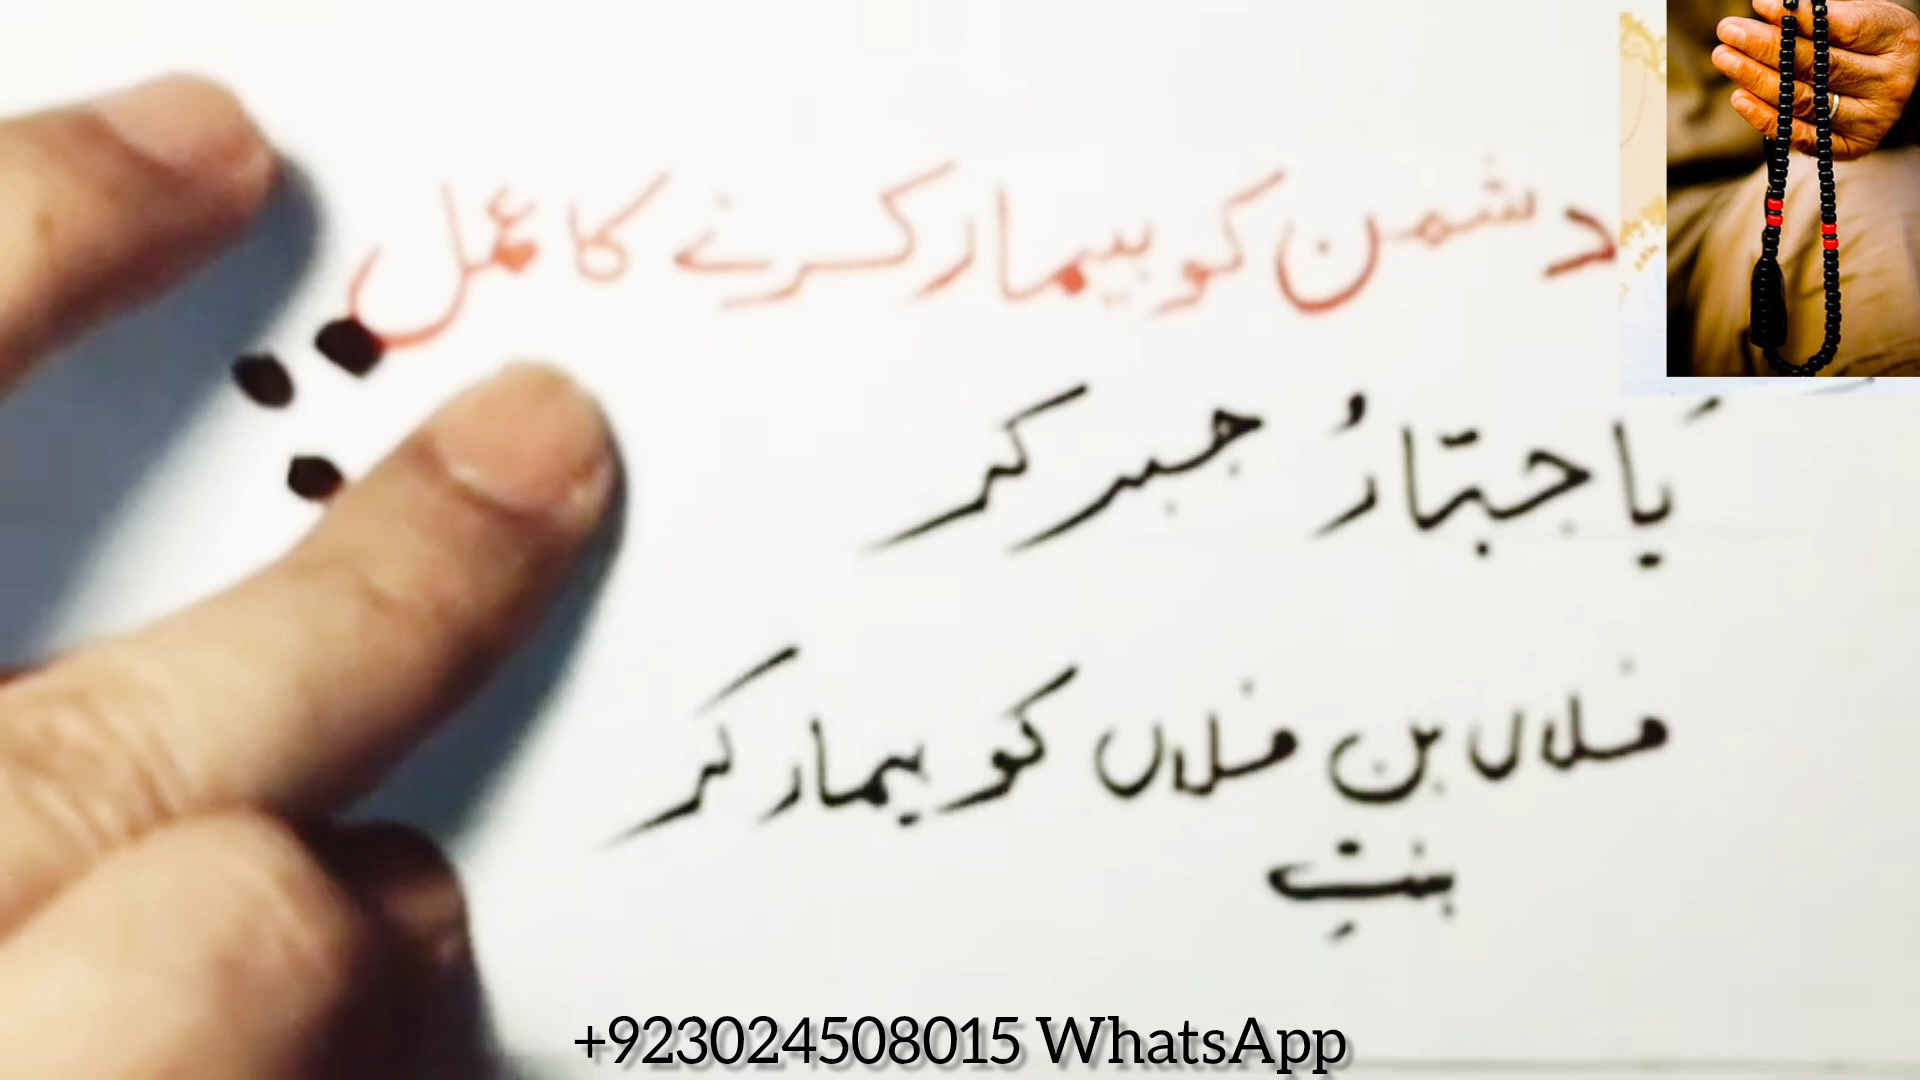 دشمن کو بیمار کرنے کا عمل
یا جبّارُ جبر کر
فلاں بن فلاں کو بیمار کر
بنتِ
+923024508015 WhatsApp